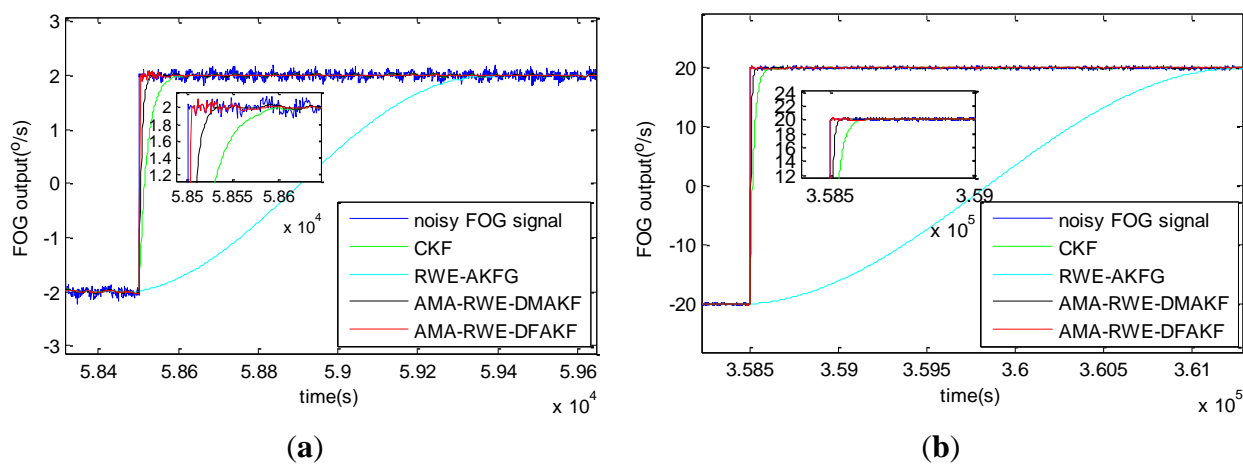 3
2
1
0
-1
-2
-3
FOG output(º/s)
2
1.8
1.6
1.4
1.2
5.85 5.855 5.86
x 10^4
noisy FOG signal
CKF
RWE-AKFG
AMA-RWE-DMAKF
AMA-RWE-DFAKF
5.84 5.86 5.88 5.9 5.92 5.94 5.96
time(s)
x 10^4
(a)
20
10
0
-10
-20
FOG output(º/s)
24
22
20
18
16
14
12
3.585 3.59
x 10^5
noisy FOG signal
CKF
RWE-AKFG
AMA-RWE-DMAKF
AMA-RWE-DFAKF
3.585 3.59 3.595 3.6 3.605 3.61
time(s)
x 10^5
(b)